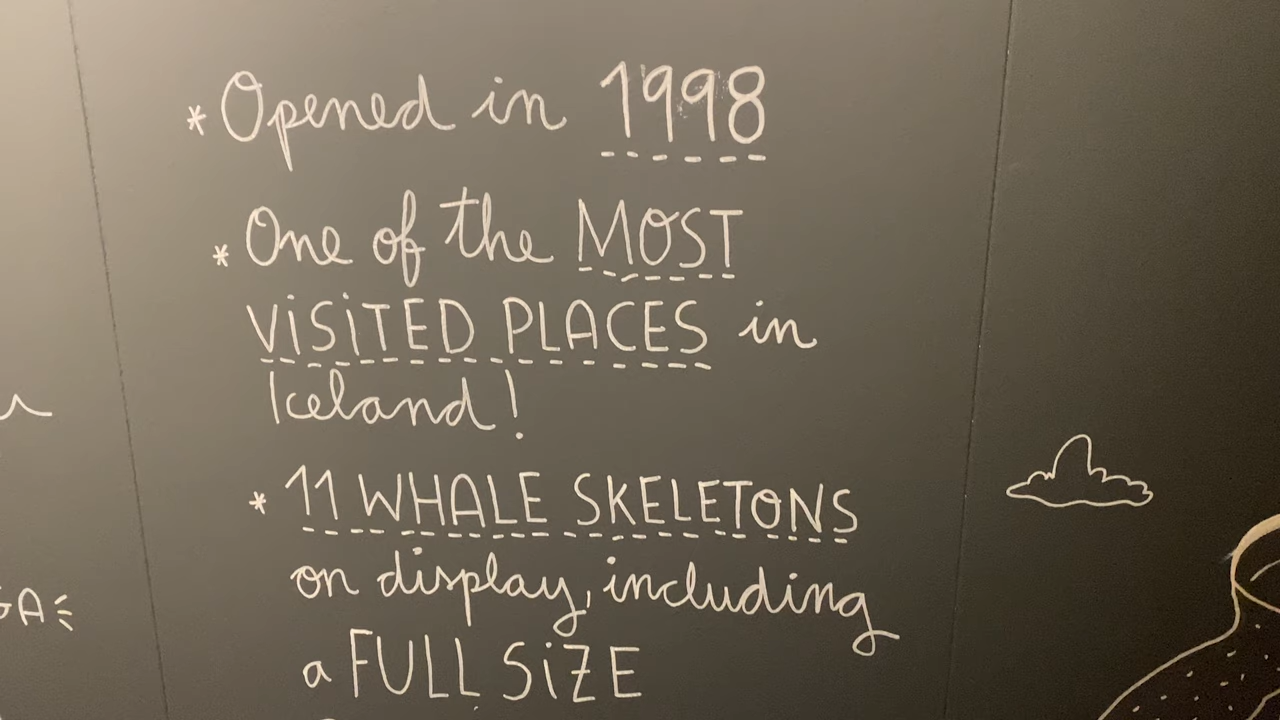 * Opened in 1998
* One of the MOST
VISITED PLACES in
Iceland!
* 11 WHALE SKELETONS
on display, including
a FULL SIZE
GA